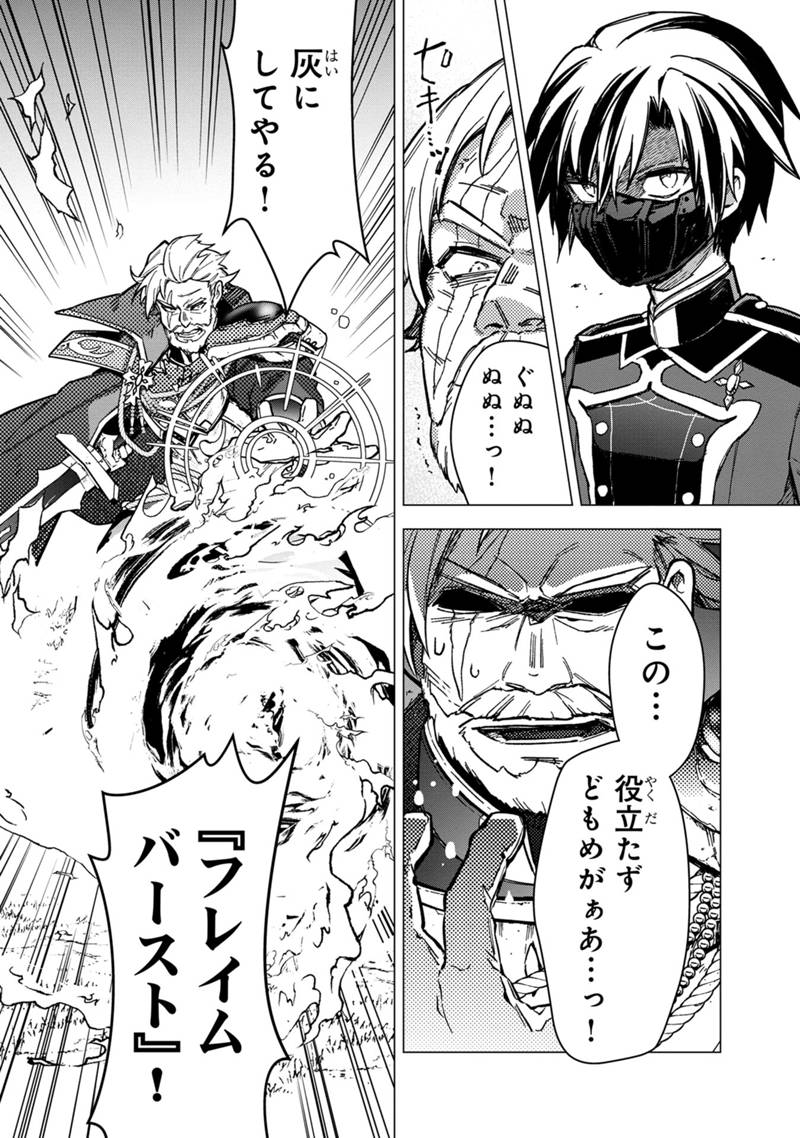 ピキ…ッ
ぐぬぬ
ぬぬ…っ！
この…
役立たず
どもめがぁあ…っ！
灰に
してやる！
『フレイム
バースト』！